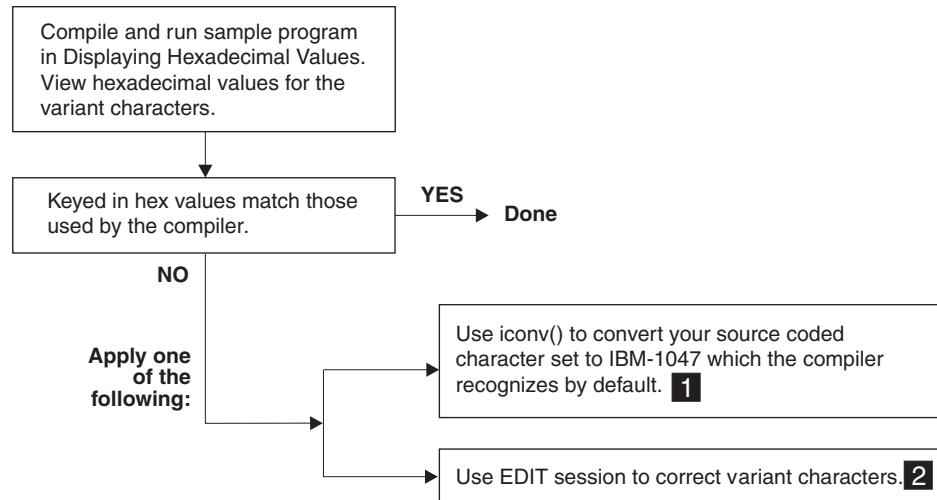 Compile and run sample program
in Displaying Hexadecimal Values.
View hexadecimal values for the
variant characters.
Keyed in hex values match those
used by the compiler.
YES
Done
NO
Apply one
of the
following:
Use iconv() to convert your source coded
character set to IBM-1047 which the compiler
recognizes by default. 1
Use EDIT session to correct variant characters. 2